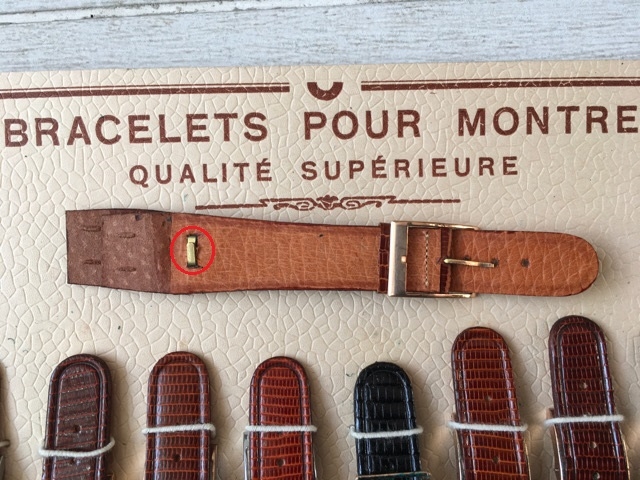 BRACELETS POUR MONTRE
QUALITÉ SUPÉRIEURE